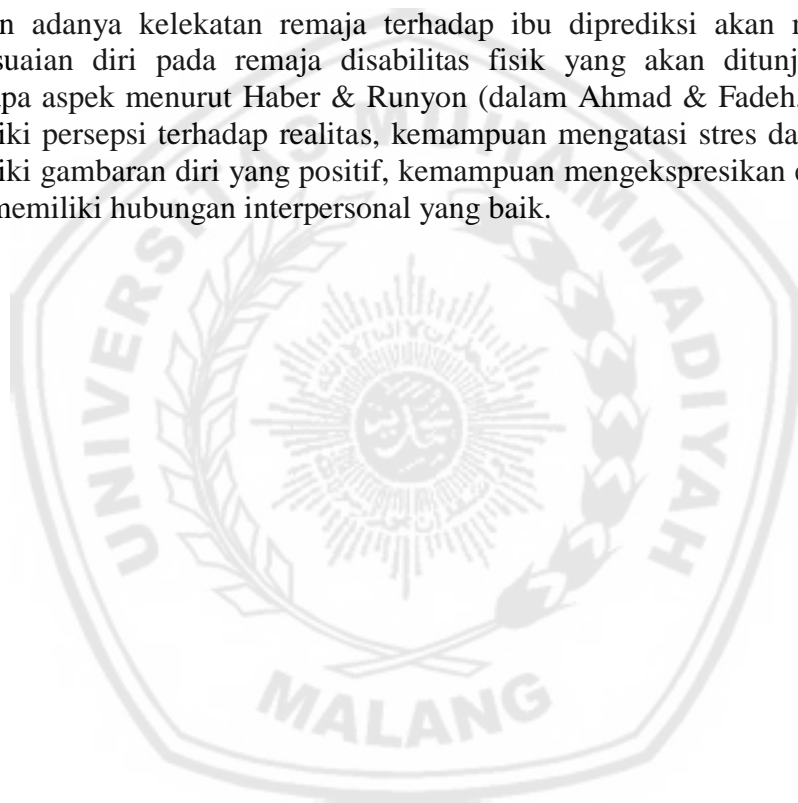 n adanya kelekatan remaja terhadap ibu diprediksi akan
suaian diri pada remaja disabilitas fisik yang akan ditunj
pa aspek menurut Haber & Runyon (dalam Ahmad & Fadeh,
iki persepsi terhadap realitas, kemampuan mengatasi stres da
iki gambaran diri yang positif, kemampuan mengekspresikan
memiliki hubungan interpersonal yang baik.
UNIVERSITAS MUHAMMADIYAH
MALANG